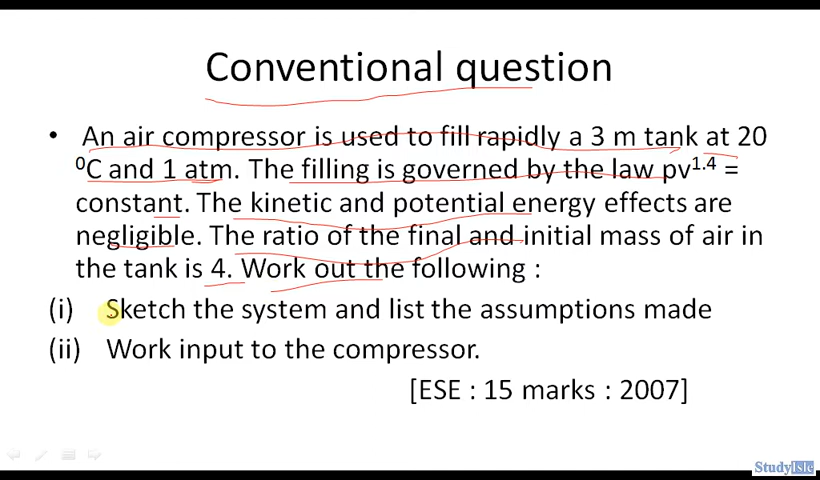 Conventional question
• An air compressor is used to fill rapidly a 3 m tank at 20
⁰C and 1 atm. The filling is governed by the law pv¹·⁴ =
constant. The kinetic and potential energy effects are
negligible. The ratio of the final and initial mass of air in
the tank is 4. Work out the following :
(i) Sketch the system and list the assumptions made
(ii) Work input to the compressor.
[ESE : 15 marks : 2007]
StudyIsle